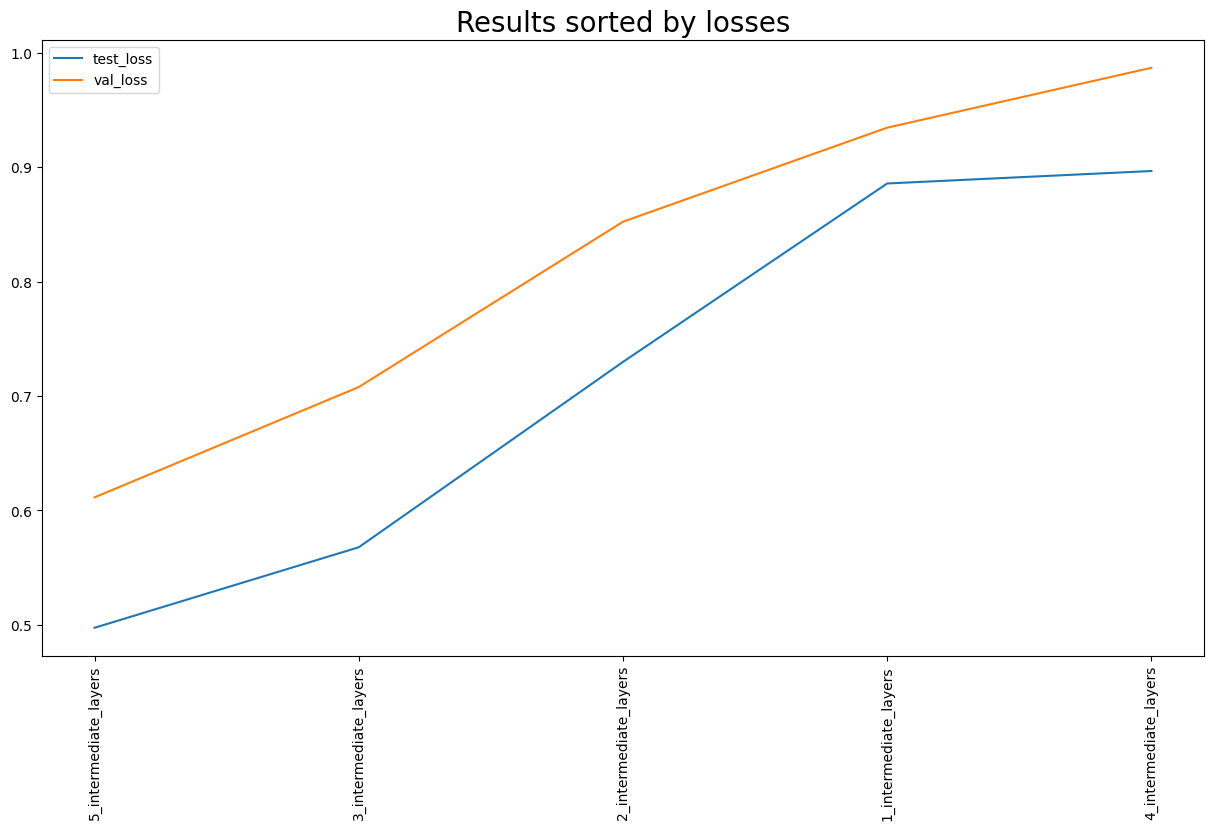 Results sorted by losses
test_loss
val_loss
1.0
0.9
0.8
0.7
0.6
0.5
5_intermediate_layers
3_intermediate_layers
2_intermediate_layers
1_intermediate_layers
4_intermediate_layers